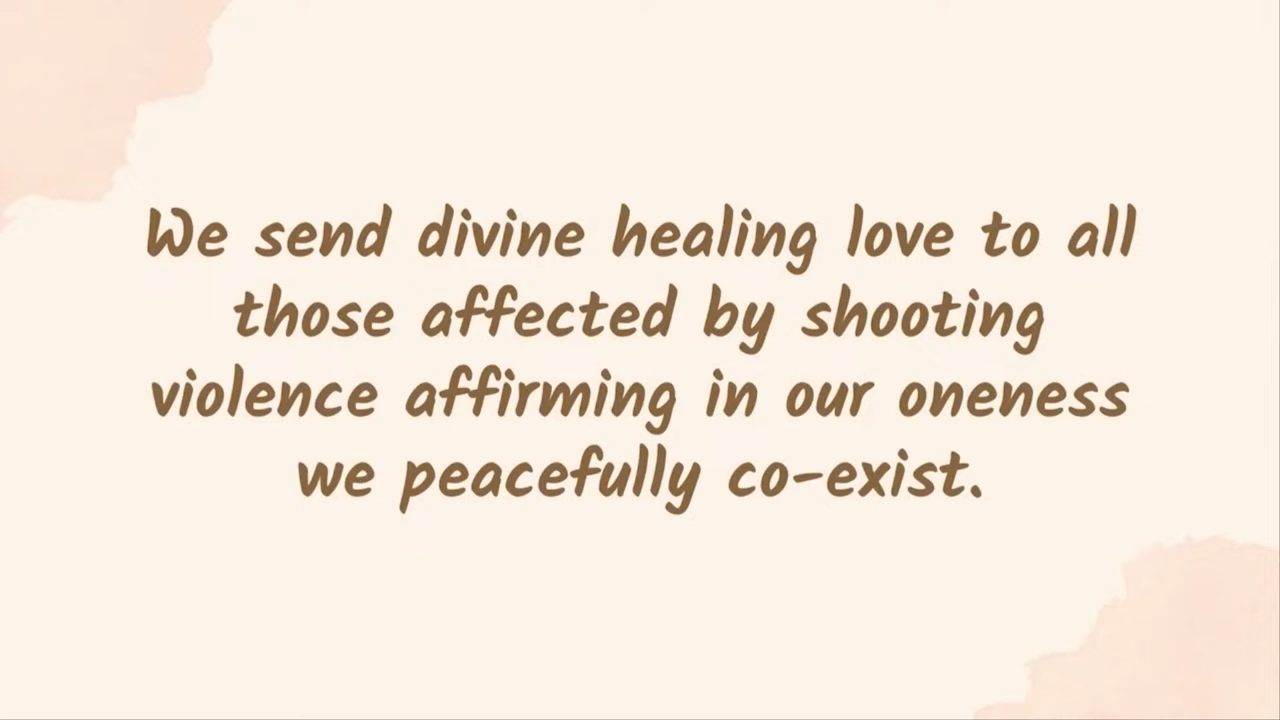 We send divine healing love to all
those affected by shooting
violence affirming in our oneness
we peacefully co-exist.